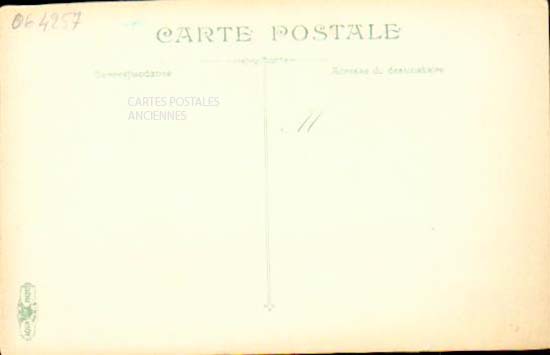 064257
CARTE POSTALE
Correspondance
Adresse du destinataire
CARTES POSTALES
ANCIENNES
M